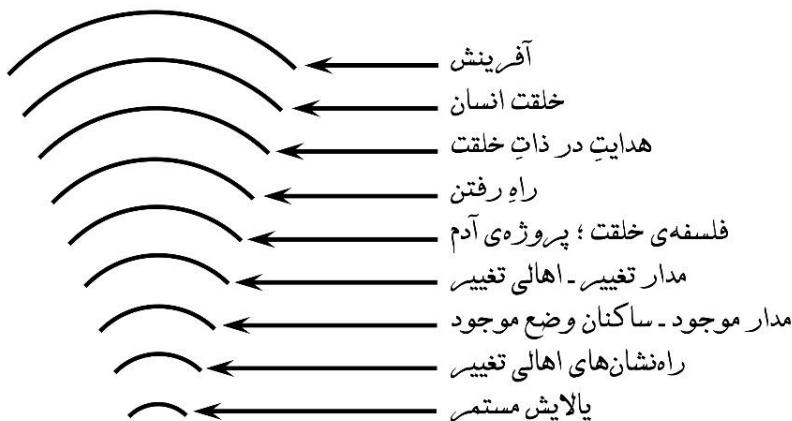 آفرینش
خلقت انسان
هدایتِ در ذاتِ خلقت
راهِ رفتن
فلسفه‌ی خلقت ؛ پروژه‌ی آدم
مدار تغییر ـ اهالی تغییر
مدار موجود ـ ساکنان وضع موجود
راه‌نشان‌های اهالی تغییر
پالایش مستمر